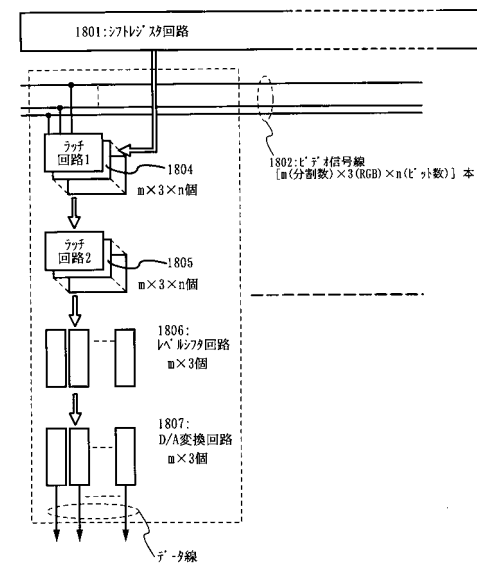 1801:シフトレジスタ回路
1802:ビデオ信号線
[m(分割数)×3(RGB)×n(ビット数)] 本
ラッチ
回路1
1804
m×3×n個
ラッチ
回路2
1805
m×3×n個
1806:
レベルシフタ回路
m×3個
1807:
D/A変換回路
m×3個
データ線